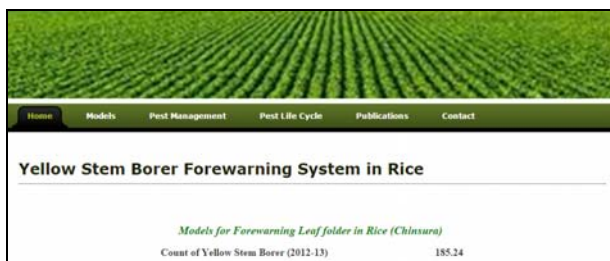 Home Models Pest Management Pest Life Cycle Publications Contact
Yellow Stem Borer Forewarning System in Rice
Models for Forewarning Leaf folder in Rice (Chinsura)
Count of Yellow Stem Borer (2012-13) 185.24